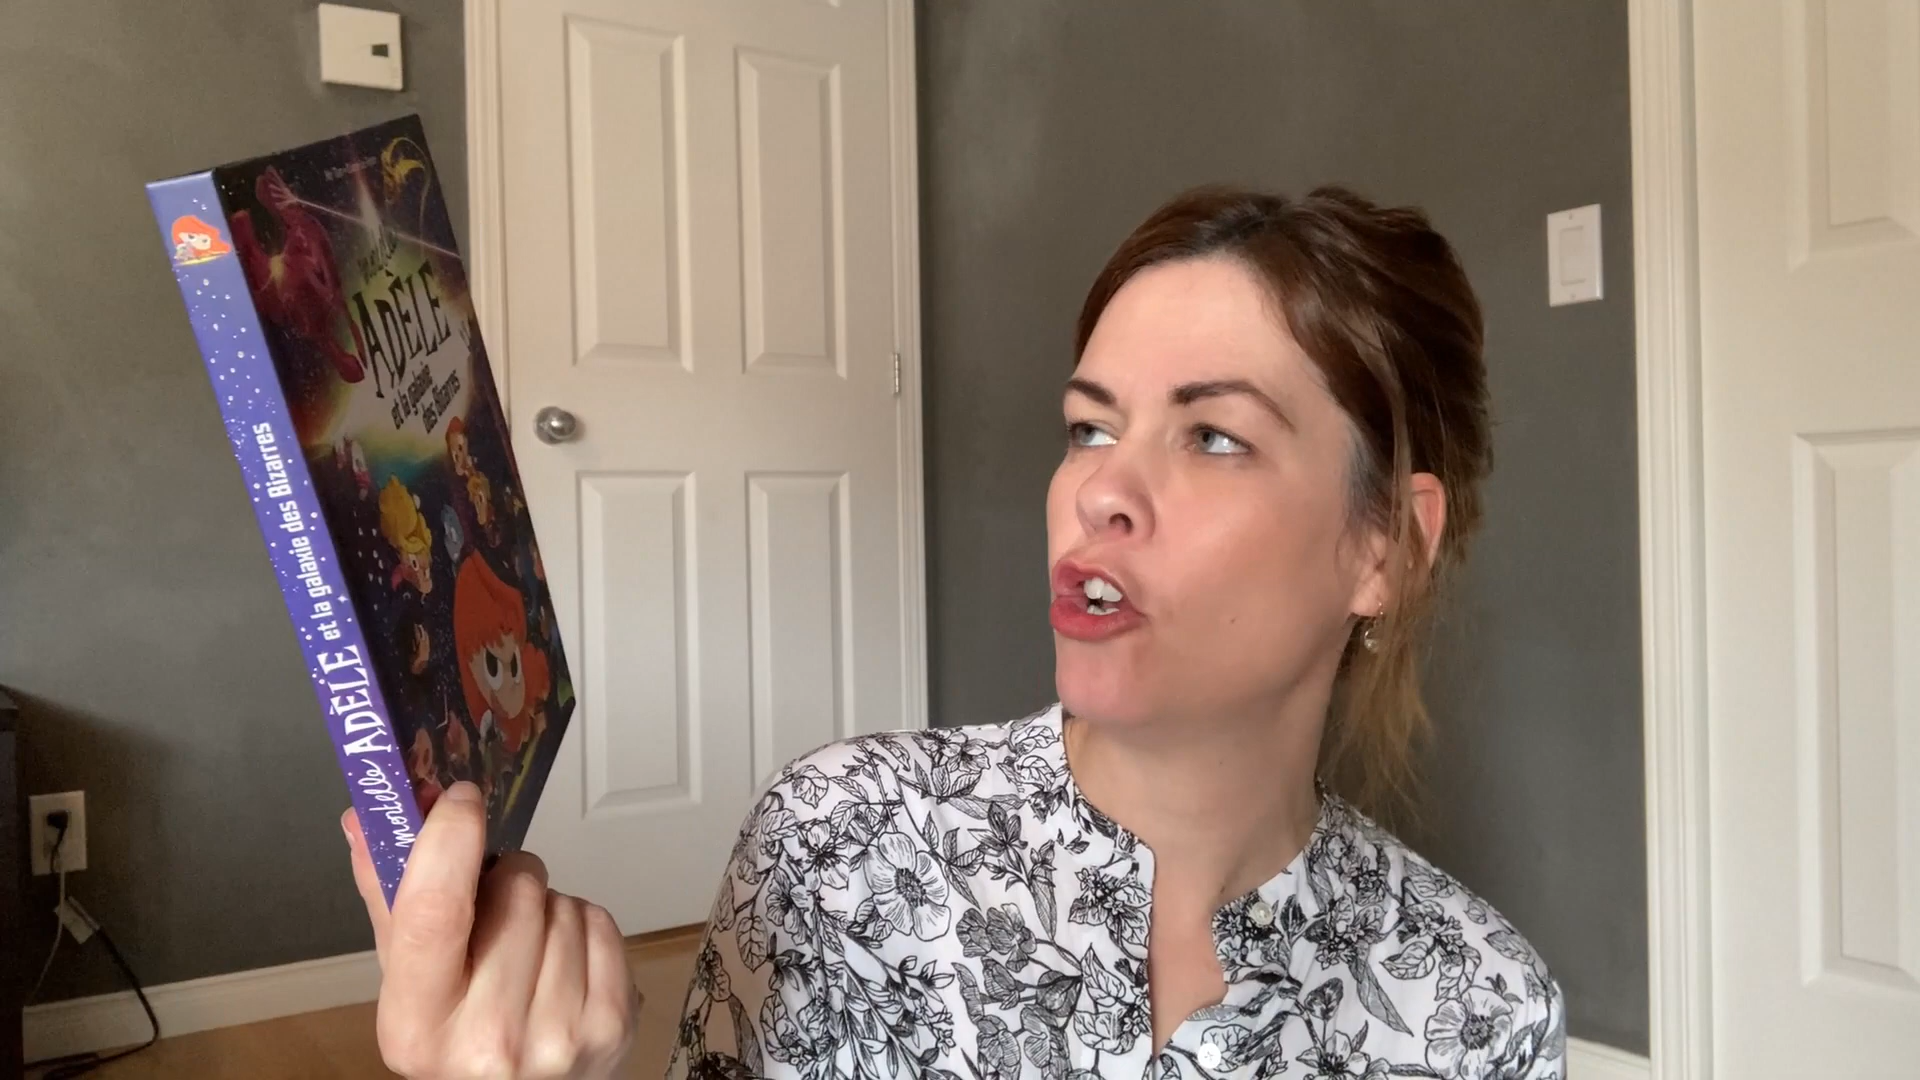 mortelle ADÈLE et la galaxie des Bizarres
ADÈLE
et la galaxie
des Bizarres